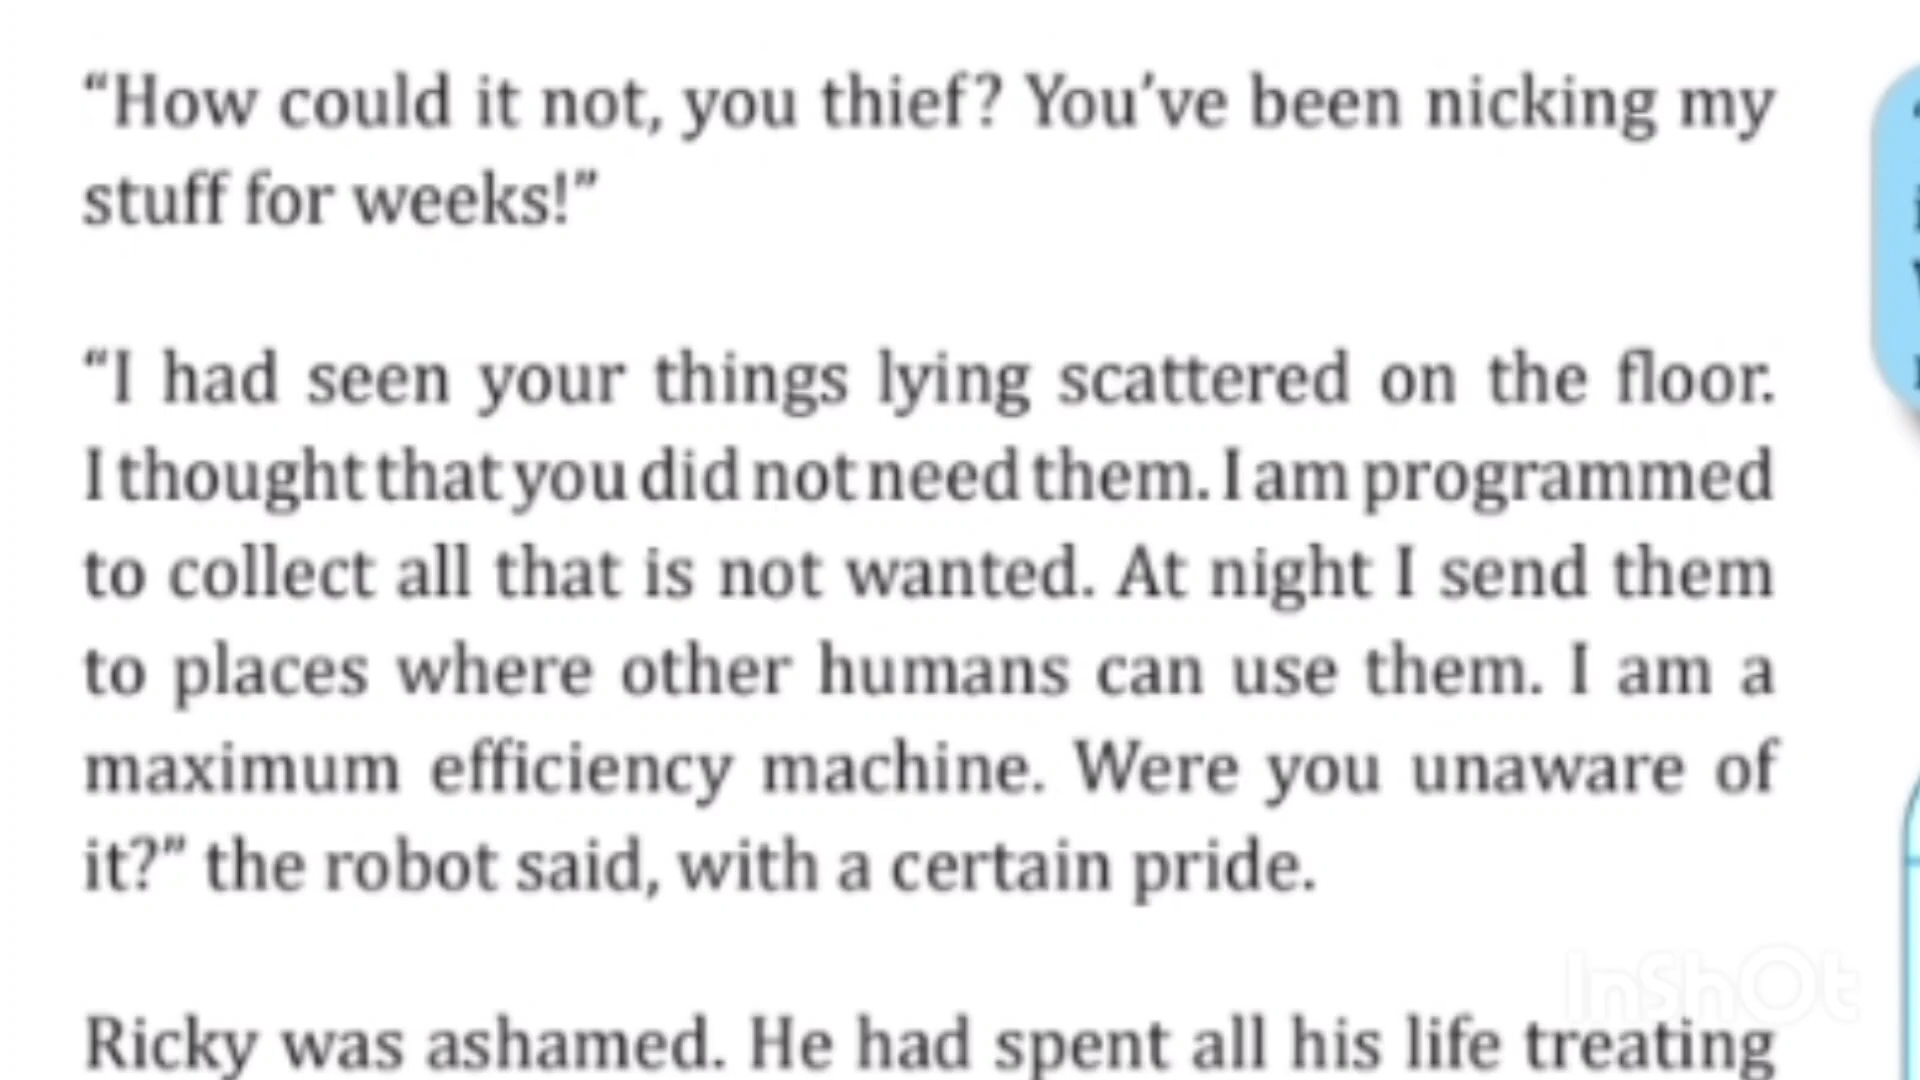 “How could it not, you thief? You’ve been nicking my
stuff for weeks!”
“I had seen your things lying scattered on the floor.
I thought that you did not need them. I am programmed
to collect all that is not wanted. At night I send them
to places where other humans can use them. I am a
maximum efficiency machine. Were you unaware of
it?” the robot said, with a certain pride.
InShOt
Ricky was ashamed. He had spent all his life treating